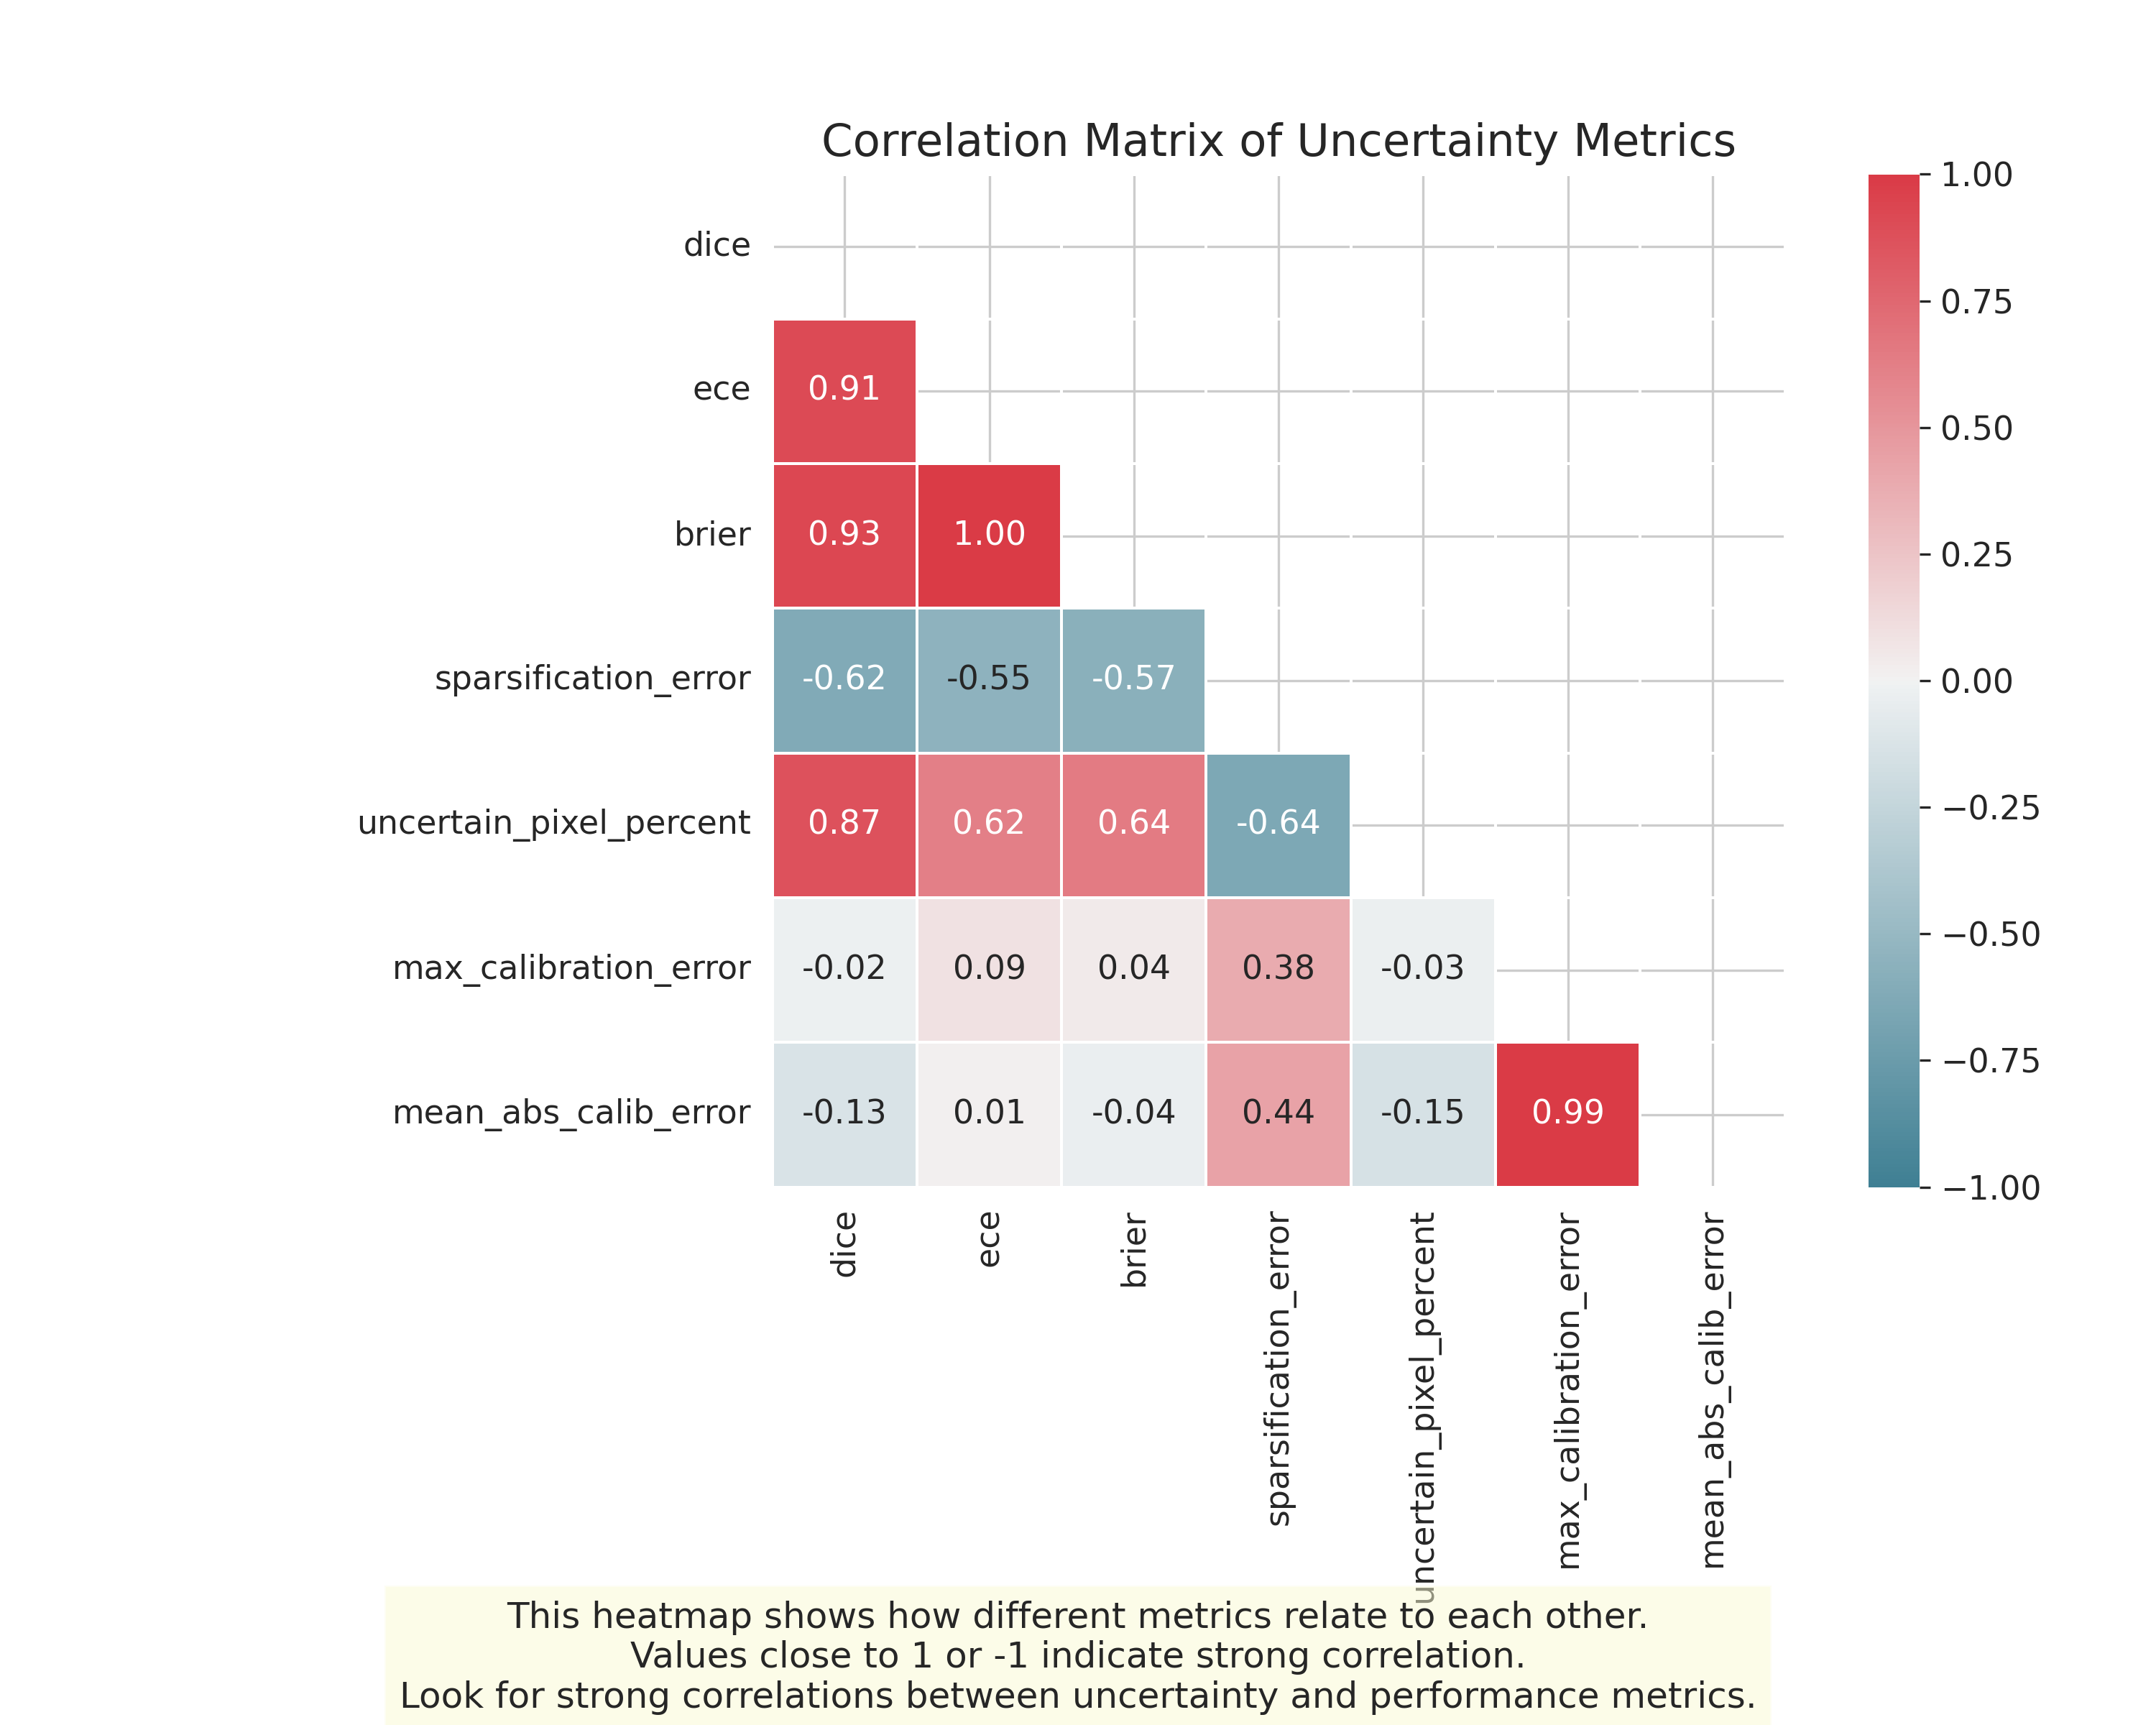 Correlation Matrix of Uncertainty Metrics
dice
ece 0.91
brier 0.93 1.00
sparsification_error -0.62 -0.55 -0.57
uncertain_pixel_percent 0.87 0.62 0.64 -0.64
max_calibration_error -0.02 0.09 0.04 0.38 -0.03
mean_abs_calib_error -0.13 0.01 -0.04 0.44 -0.15 0.99
dice
ece
brier
sparsification_error
uncertain_pixel_percent
max_calibration_error
mean_abs_calib_error
1.00
0.75
0.50
0.25
0.00
−0.25
−0.50
−0.75
−1.00
This heatmap shows how different metrics relate to each other.
Values close to 1 or -1 indicate strong correlation.
Look for strong correlations between uncertainty and performance metrics.